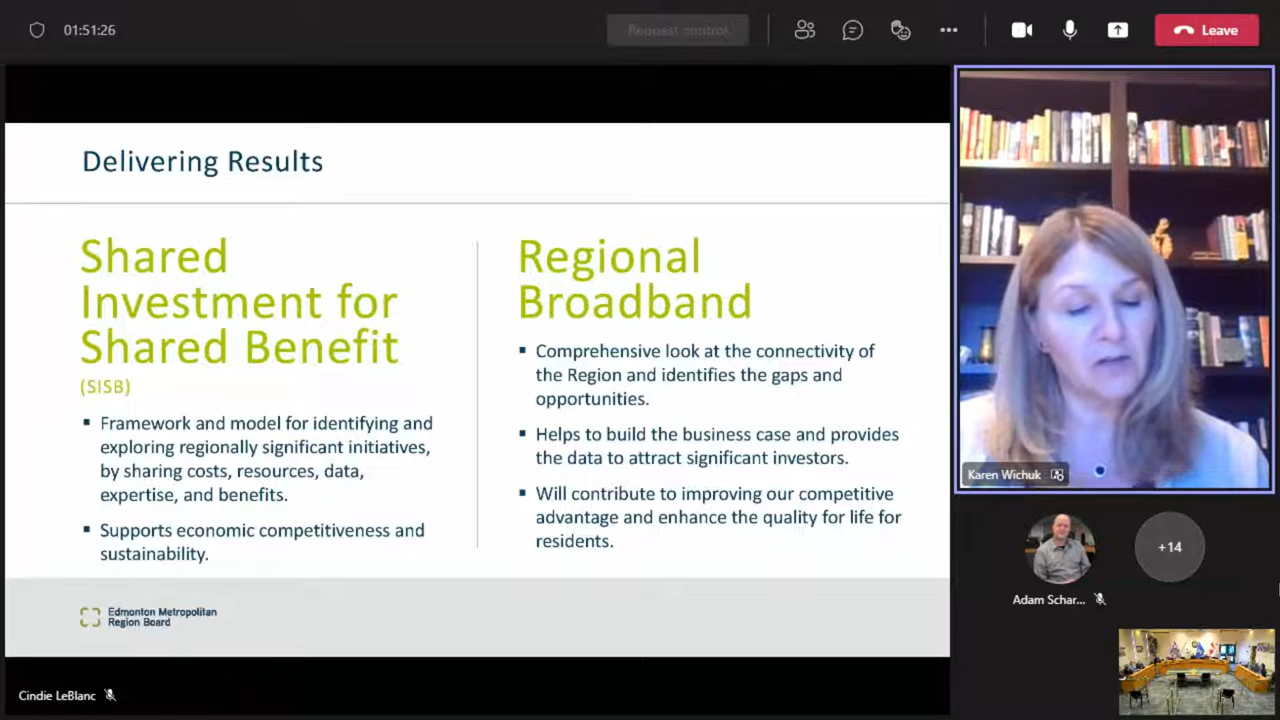 01:51:26
Request control
Leave
Delivering Results
Shared
Investment for
Shared Benefit
(SISB)
▪ Framework and model for identifying and
exploring regionally significant initiatives,
by sharing costs, resources, data,
expertise, and benefits.
▪ Supports economic competitiveness and
sustainability.
Regional
Broadband
▪ Comprehensive look at the connectivity of
the Region and identifies the gaps and
opportunities.
▪ Helps to build the business case and provides
the data to attract significant investors.
▪ Will contribute to improving our competitive
advantage and enhance the quality for life for
residents.
Edmonton Metropolitan
Region Board
Cindie LeBlanc
Karen Wichuk
+14
Adam Schar...